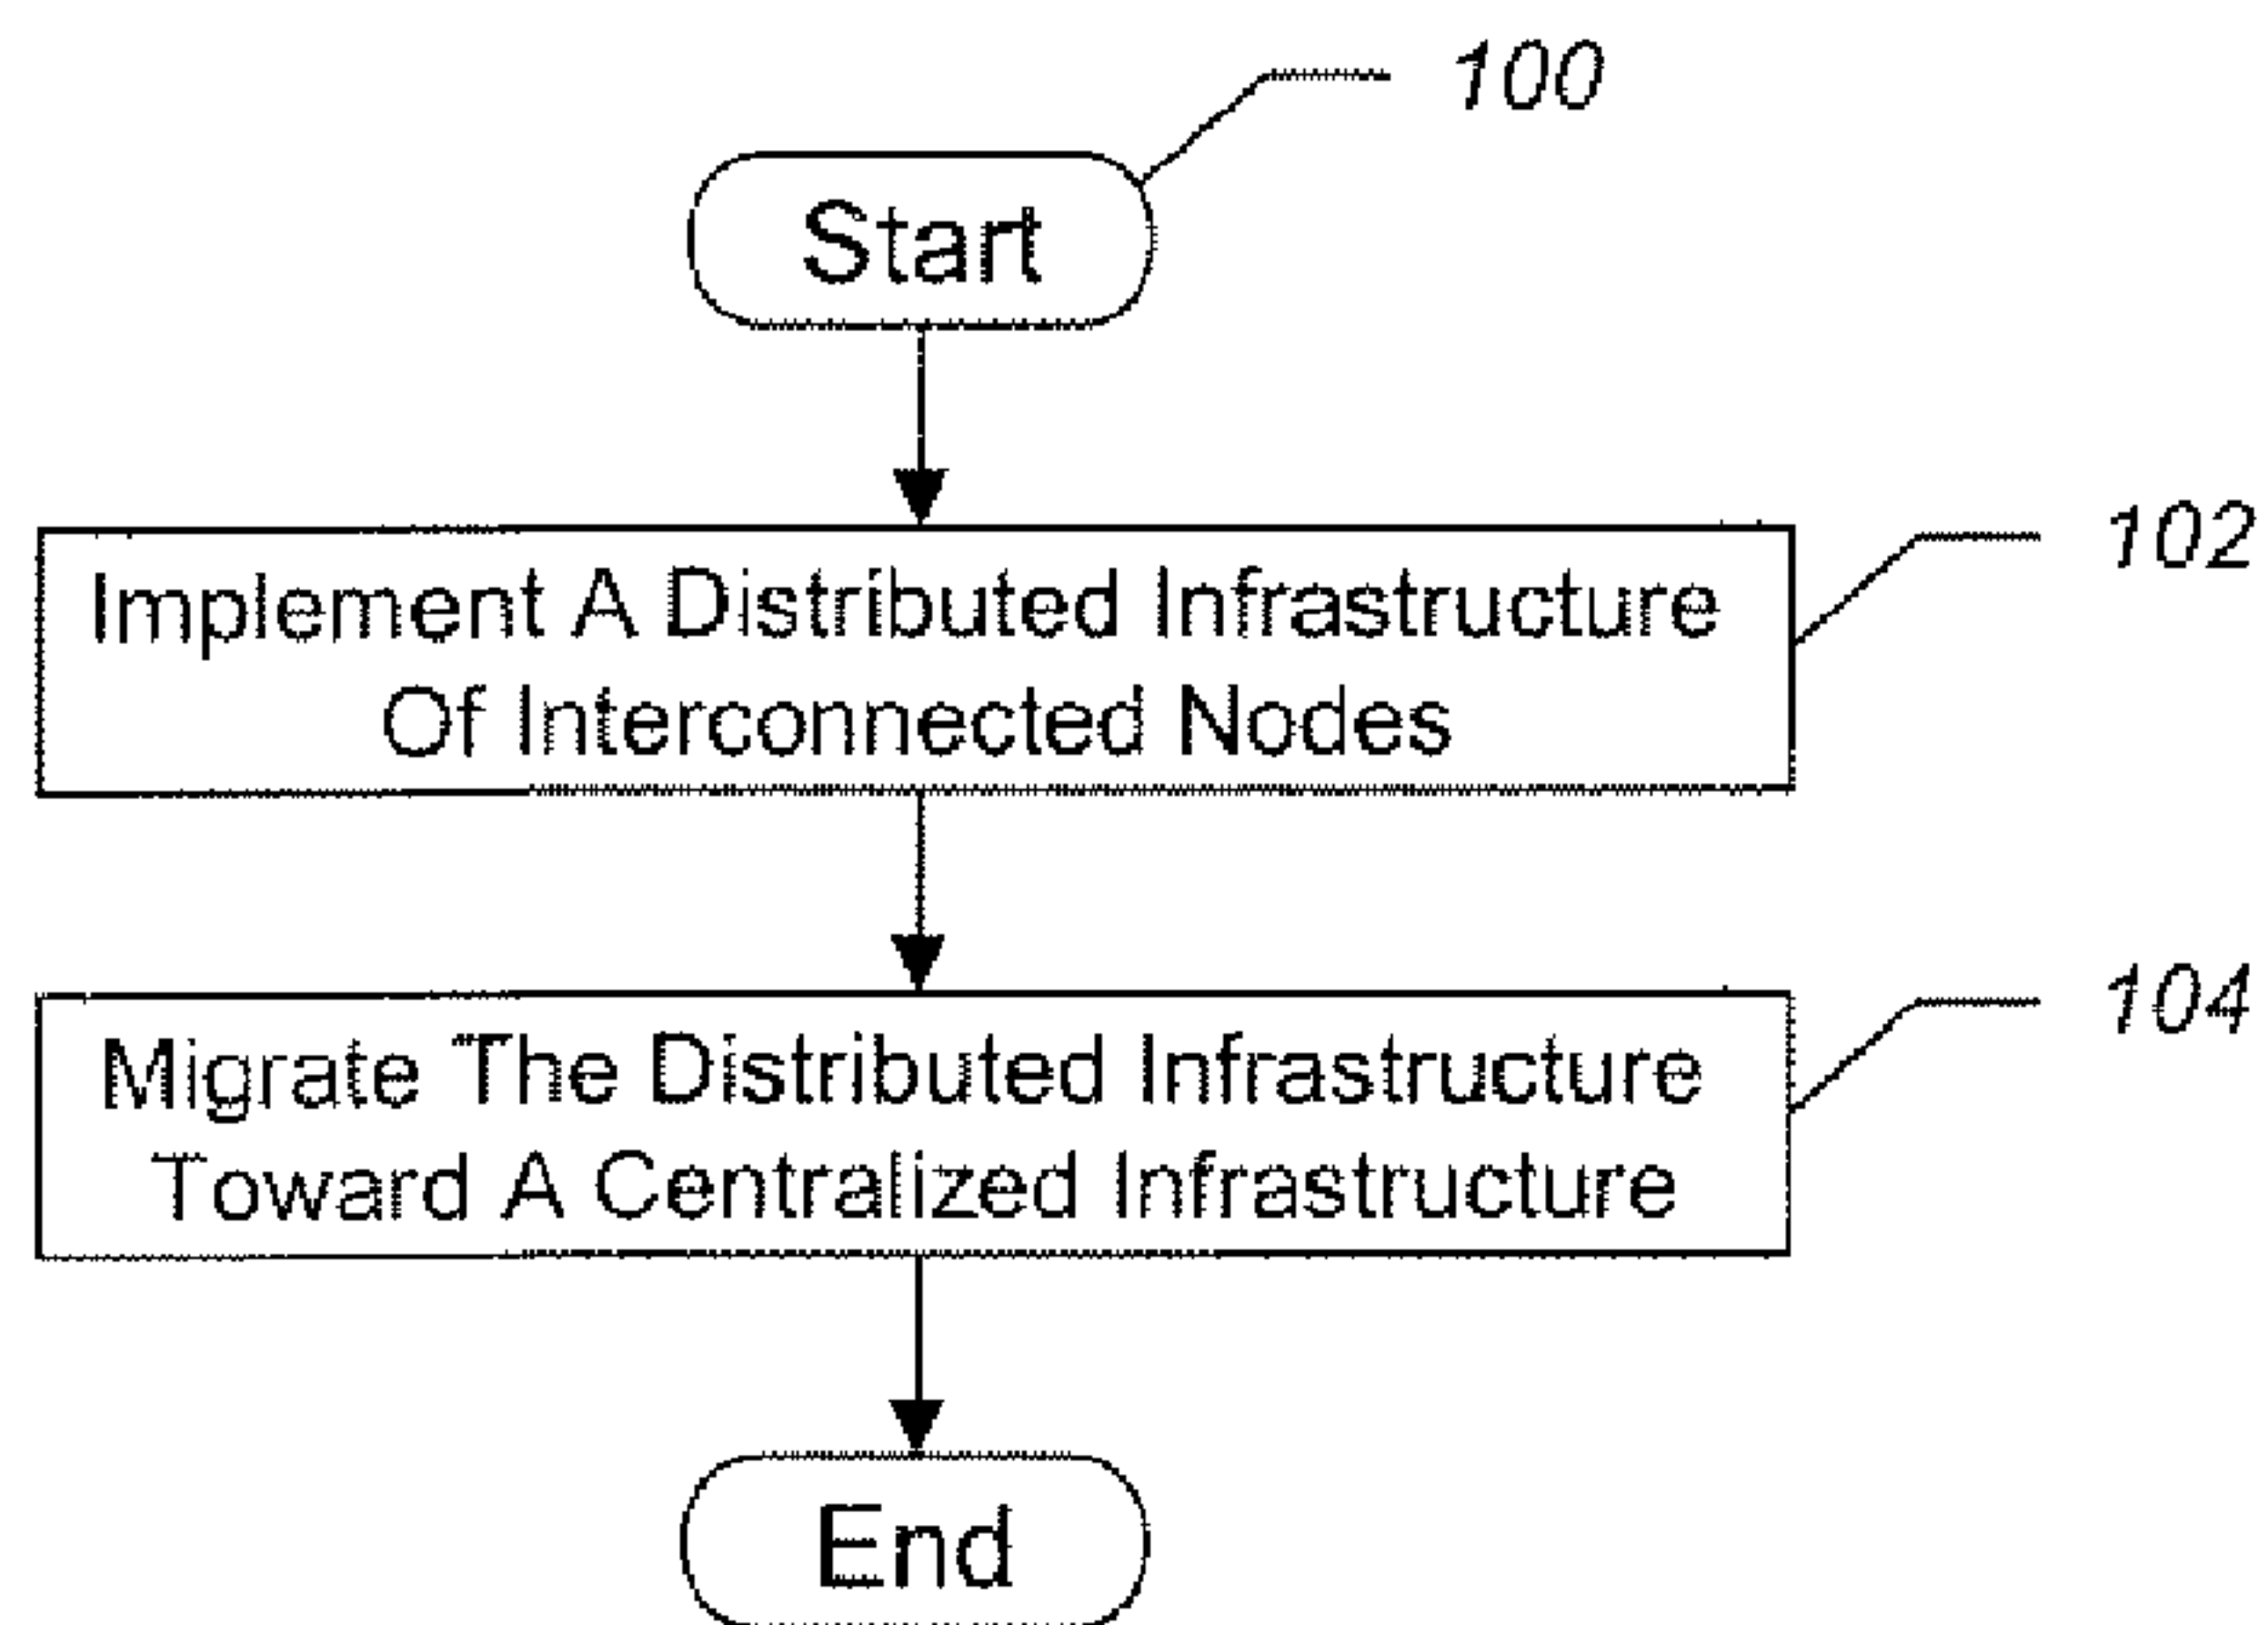 100
Start
102
Implement A Distributed Infrastructure
Of Interconnected Nodes
104
Migrate The Distributed Infrastructure
Toward A Centralized Infrastructure
End